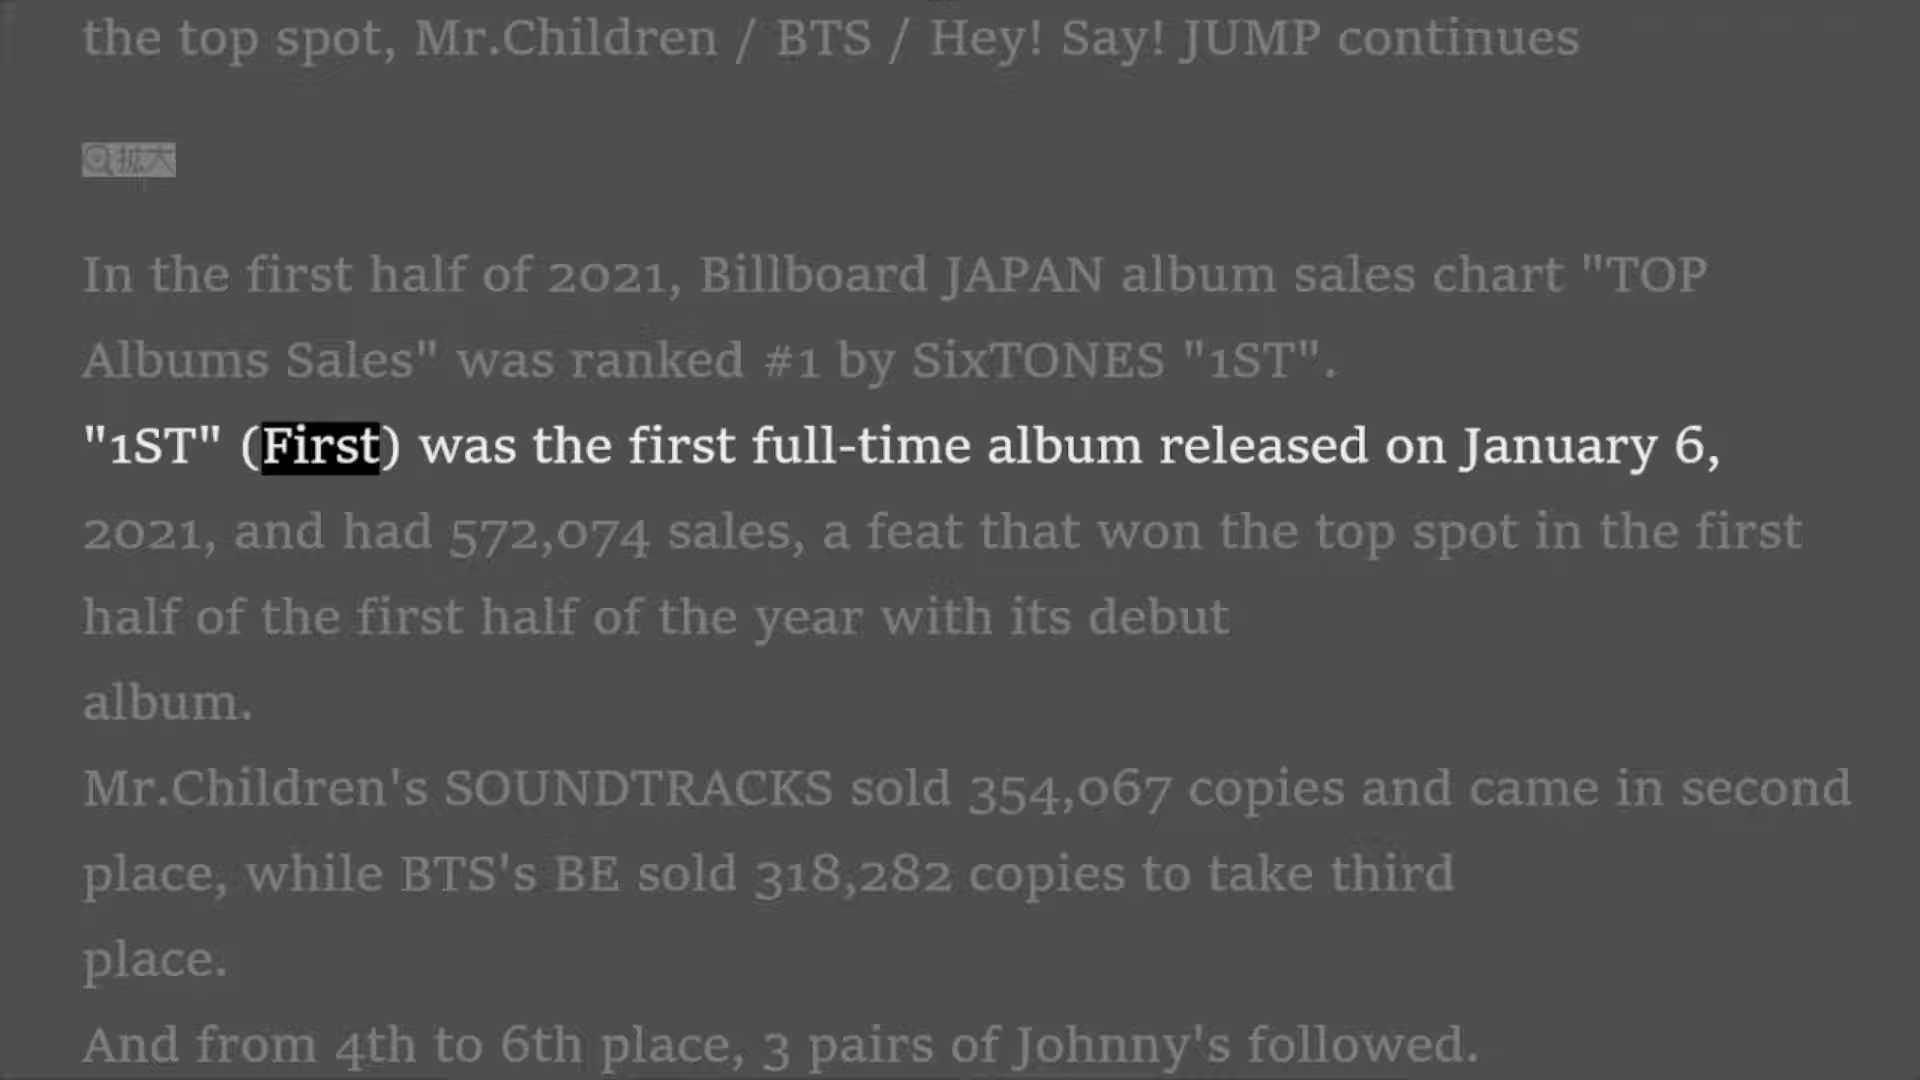 the top spot, Mr.Children / BTS / Hey! Say! JUMP continues
拡大
In the first half of 2021, Billboard JAPAN album sales chart "TOP
Albums Sales" was ranked #1 by SixTONES "1ST".
"1ST" (First) was the first full-time album released on January 6,
2021, and had 572,074 sales, a feat that won the top spot in the first
half of the first half of the year with its debut
album.
Mr.Children's SOUNDTRACKS sold 354,067 copies and came in second
place, while BTS's BE sold 318,282 copies to take third
place.
And from 4th to 6th place, 3 pairs of Johnny's followed.